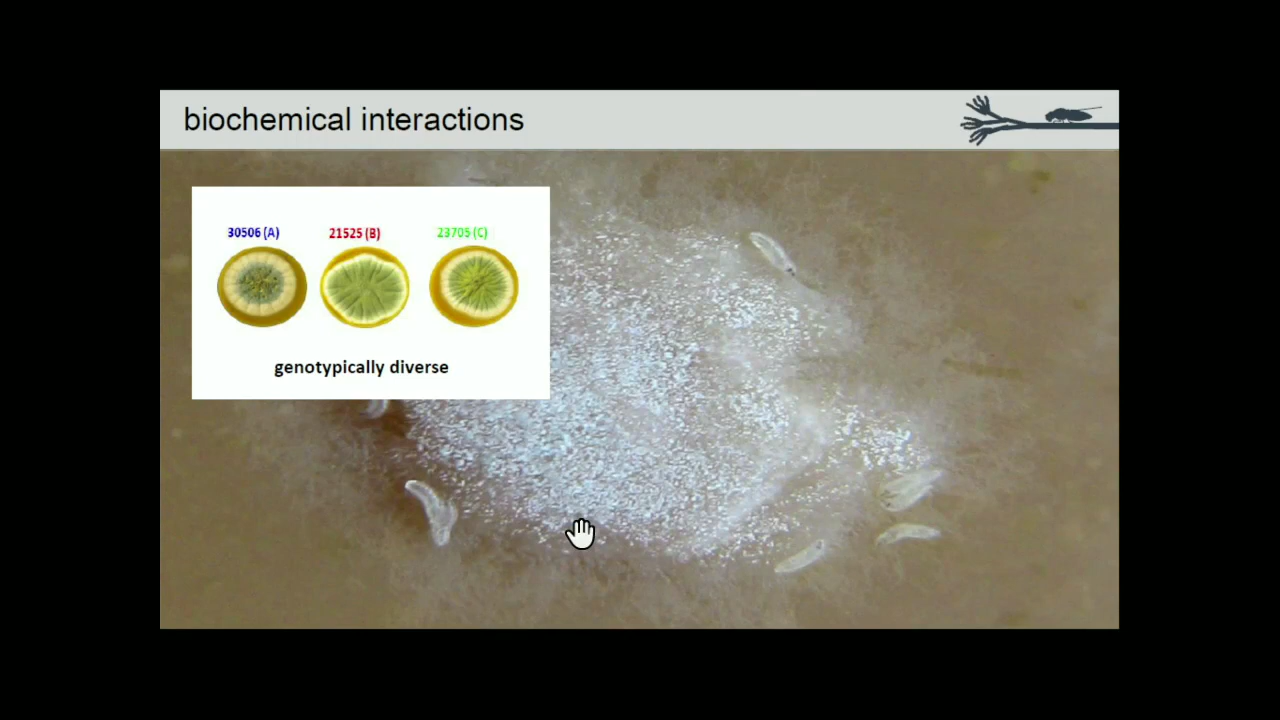 biochemical interactions
30506 (A) 21525 (B) 23705 (C)
genotypically diverse